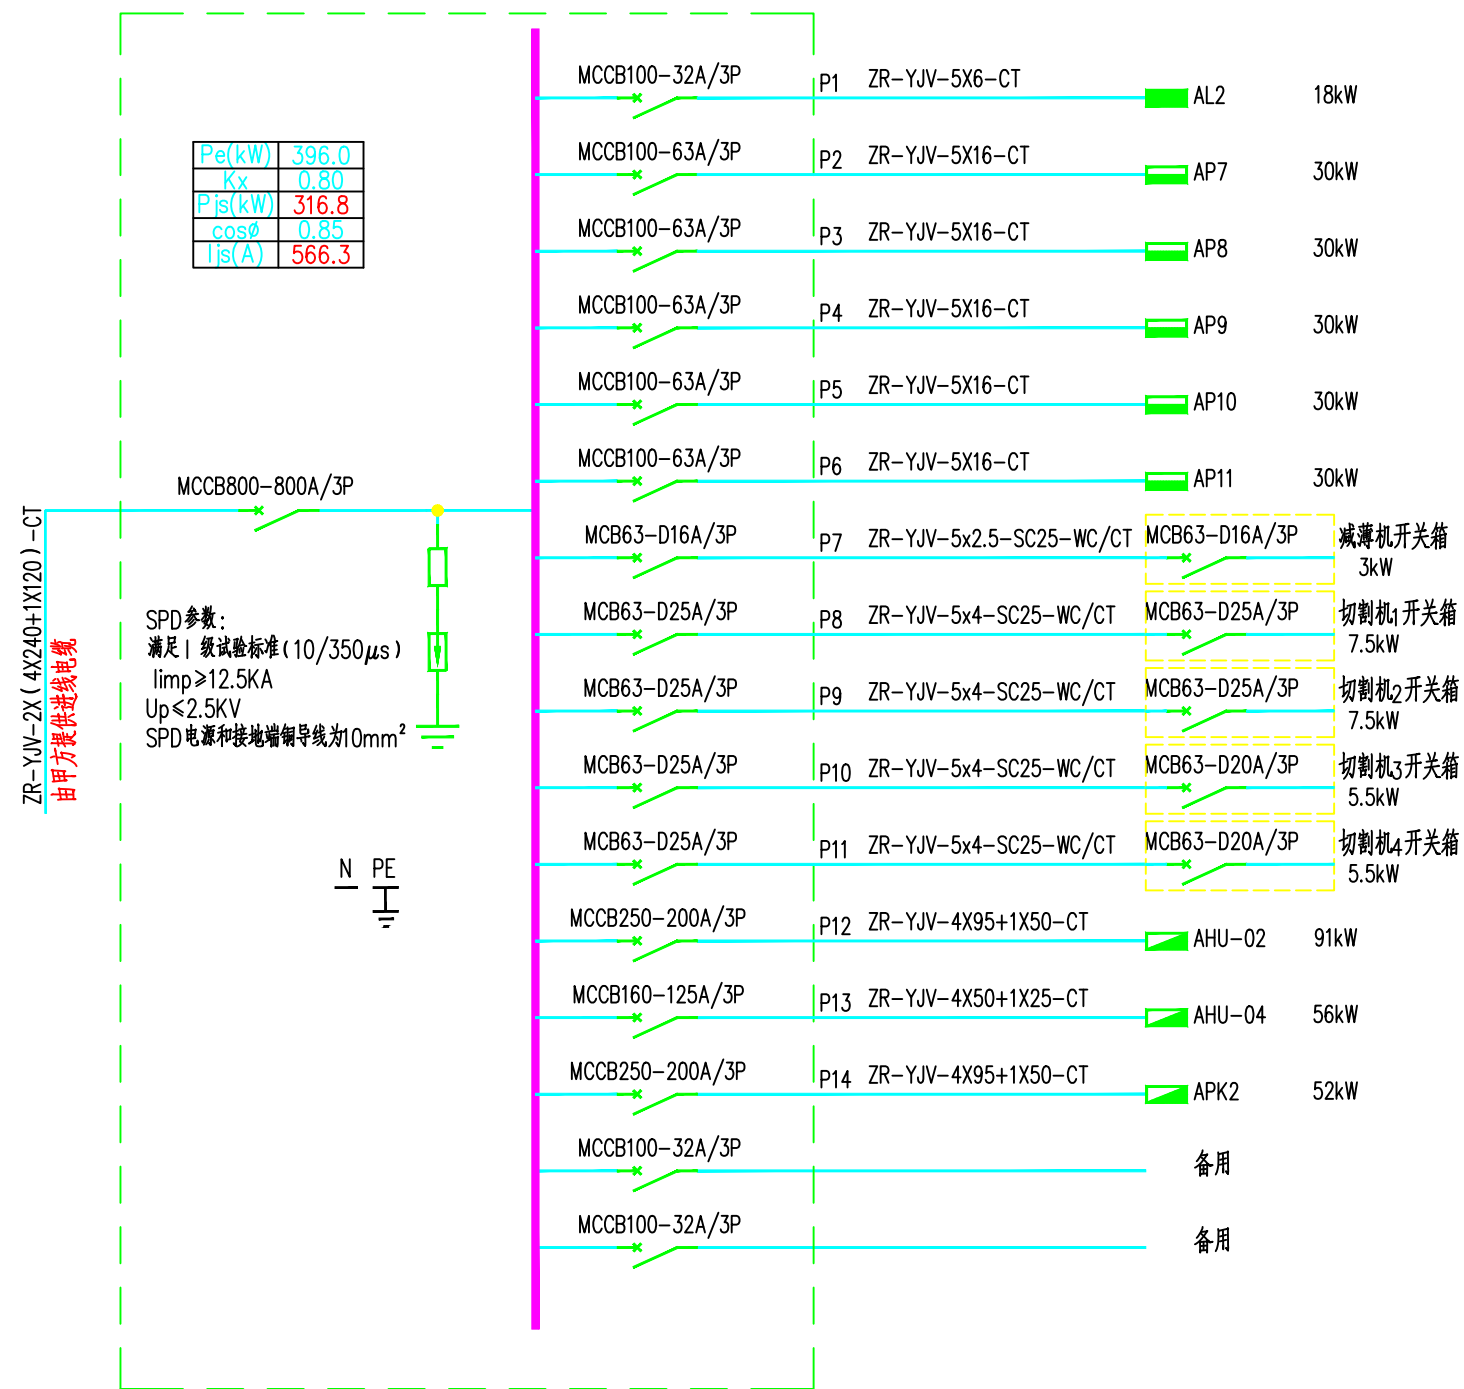 MCCB100-32A/3P P1 ZR-YJV-5X6-CT AL2 18kW
Pe(kW) 396.0
Kx 0.80
Pjs(kW) 316.8
cosø 0.85
Ijs(A) 566.3
MCCB100-63A/3P P2 ZR-YJV-5X16-CT AP7 30kW
MCCB100-63A/3P P3 ZR-YJV-5X16-CT AP8 30kW
MCCB100-63A/3P P4 ZR-YJV-5X16-CT AP9 30kW
MCCB100-63A/3P P5 ZR-YJV-5X16-CT AP10 30kW
MCCB100-63A/3P P6 ZR-YJV-5X16-CT AP11 30kW
MCCB800-800A/3P
ZR-YJV-2X(4X240+1X120)-CT
由甲方提供进线电缆
SPD参数:
满足Ⅰ级试验标准(10/350μs)
Iimp≥12.5KA
Up≤2.5KV
SPD电源和接地端铜导线为10mm²
N PE
MCB63-D16A/3P P7 ZR-YJV-5x2.5-SC25-WC/CT MCB63-D16A/3P 减薄机开关箱
3kW
MCB63-D25A/3P P8 ZR-YJV-5x4-SC25-WC/CT MCB63-D25A/3P 切割机1开关箱
7.5kW
MCB63-D25A/3P P9 ZR-YJV-5x4-SC25-WC/CT MCB63-D25A/3P 切割机2开关箱
7.5kW
MCB63-D25A/3P P10 ZR-YJV-5x4-SC25-WC/CT MCB63-D20A/3P 切割机3开关箱
5.5kW
MCB63-D25A/3P P11 ZR-YJV-5x4-SC25-WC/CT MCB63-D20A/3P 切割机4开关箱
5.5kW
MCCB250-200A/3P P12 ZR-YJV-4X95+1X50-CT AHU-02 91kW
MCCB160-125A/3P P13 ZR-YJV-4X50+1X25-CT AHU-04 56kW
MCCB250-200A/3P P14 ZR-YJV-4X95+1X50-CT APK2 52kW
MCCB100-32A/3P 备用
MCCB100-32A/3P 备用